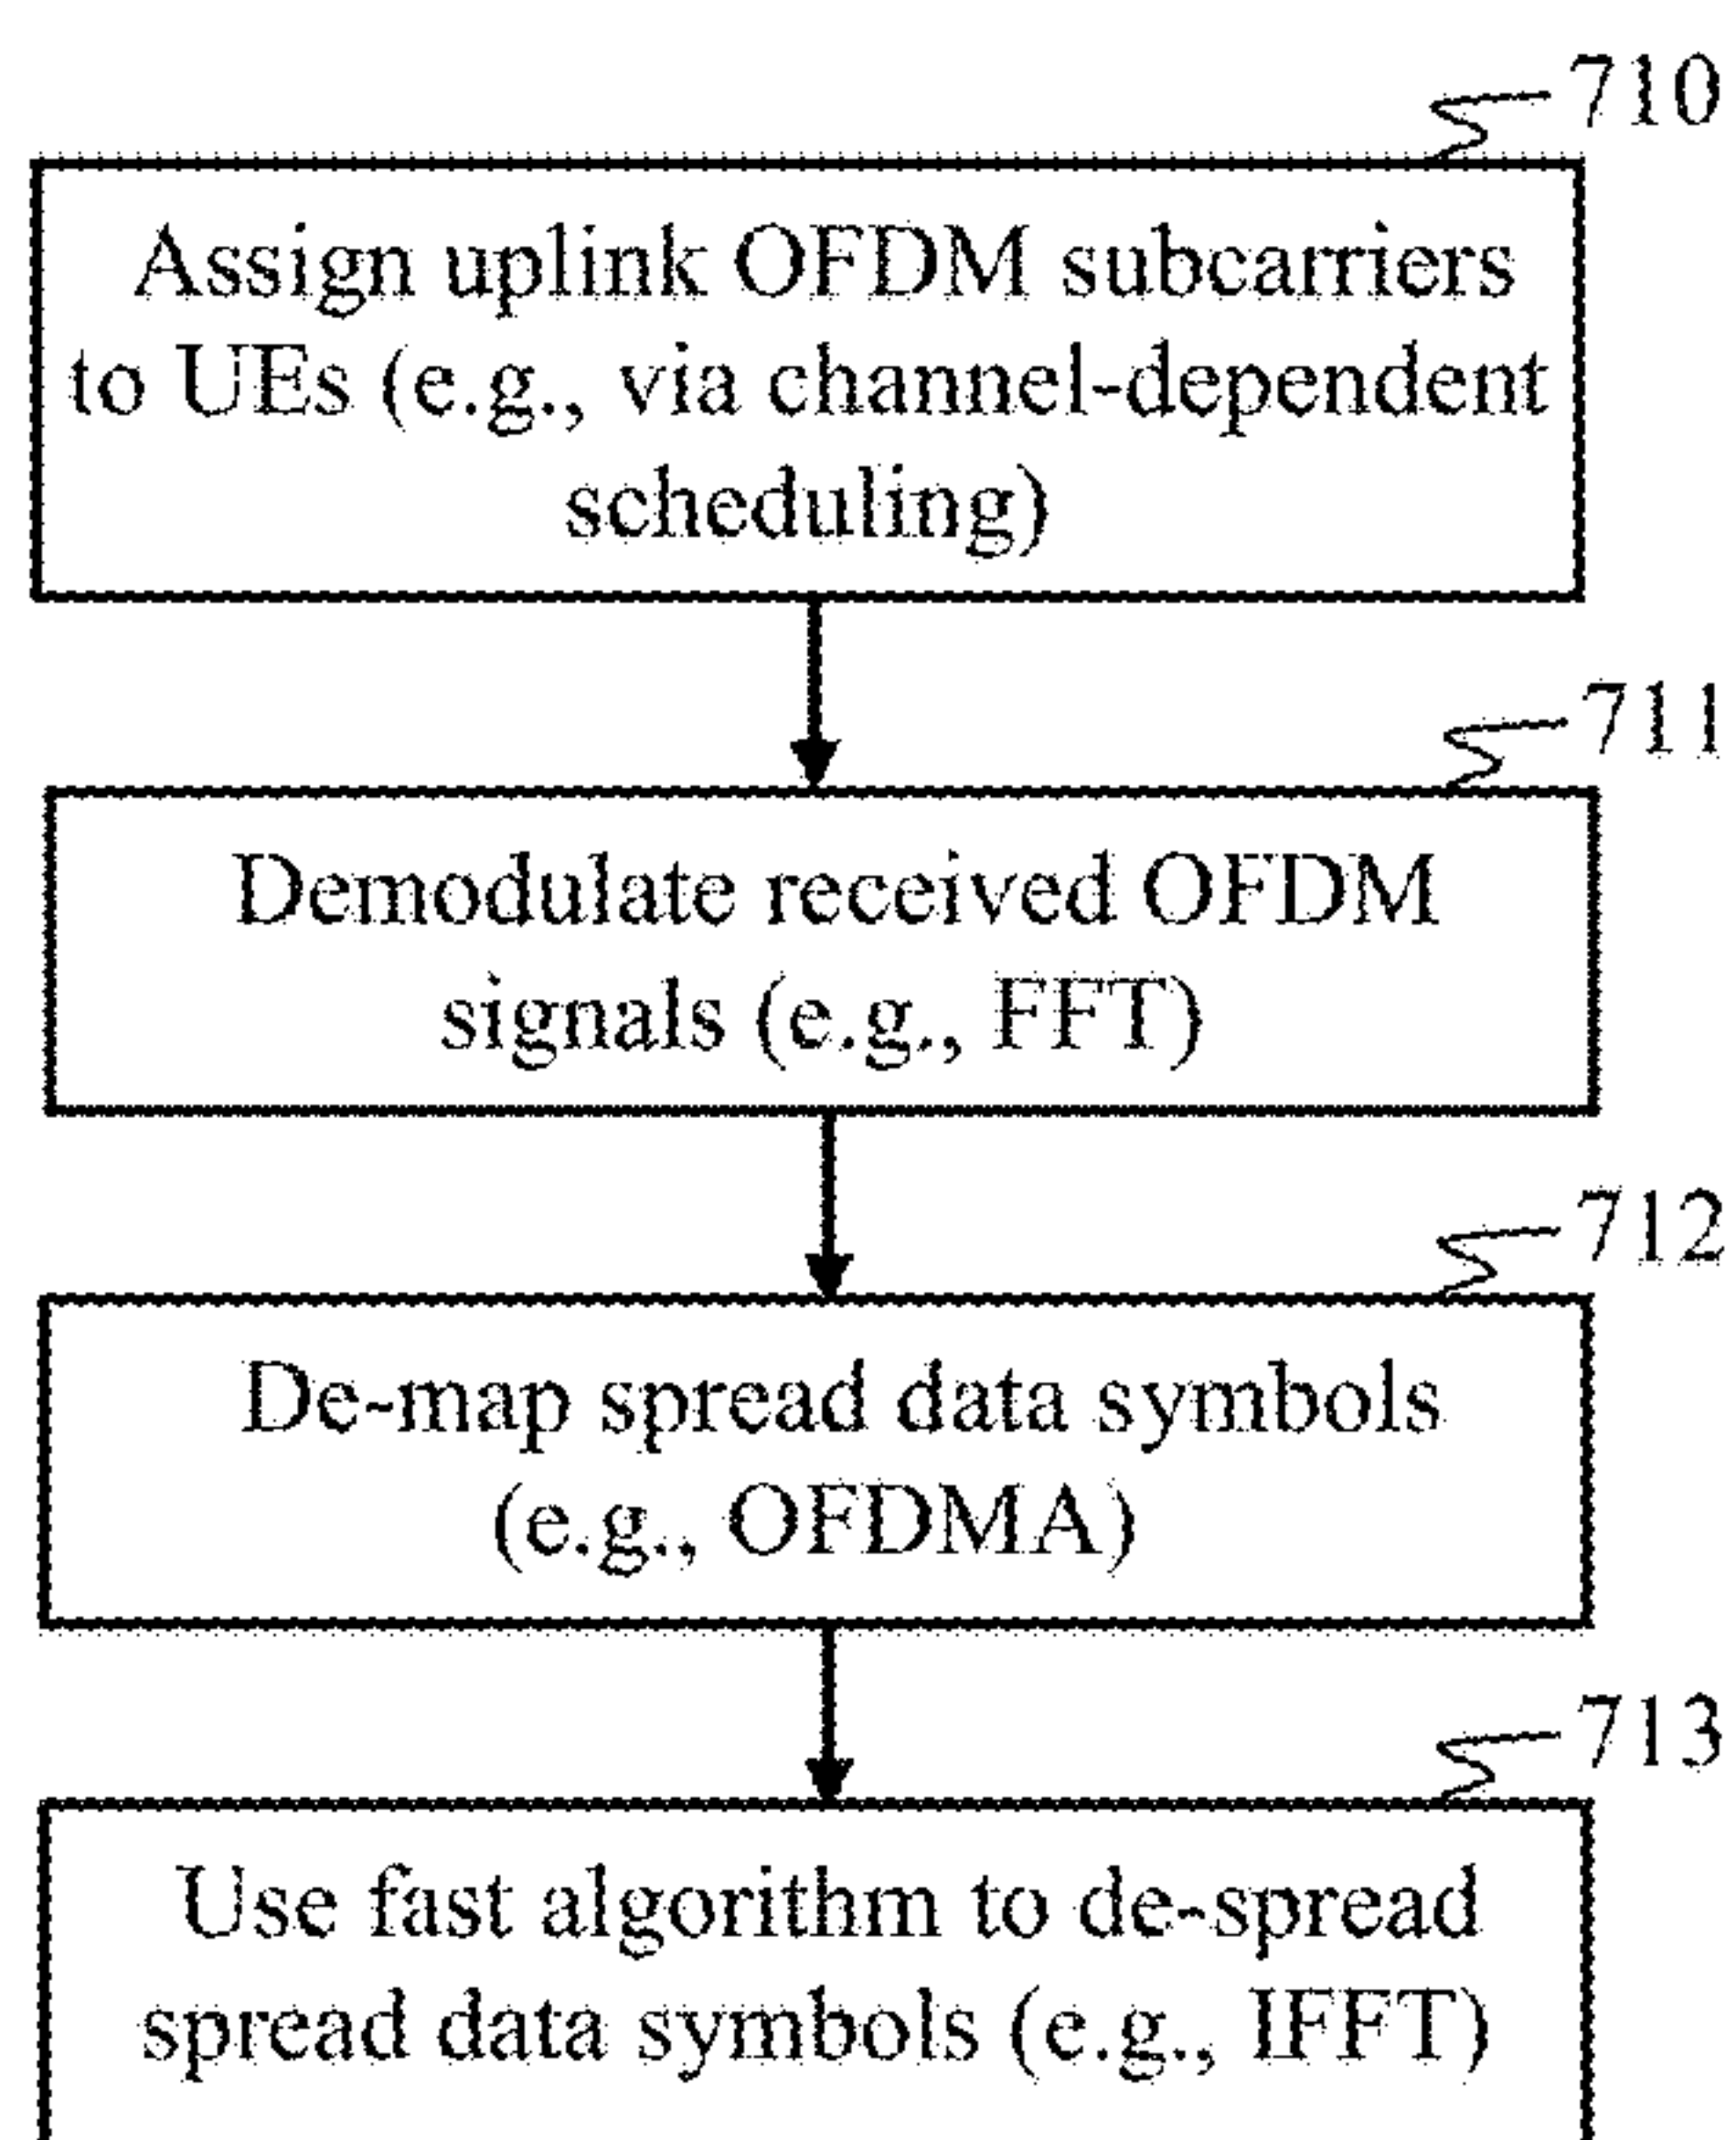 710
Assign uplink OFDM subcarriers
to UEs (e.g., via channel-dependent
scheduling)
711
Demodulate received OFDM
signals (e.g., FFT)
712
De-map spread data symbols
(e.g., OFDMA)
713
Use fast algorithm to de-spread
spread data symbols (e.g., IFFT)